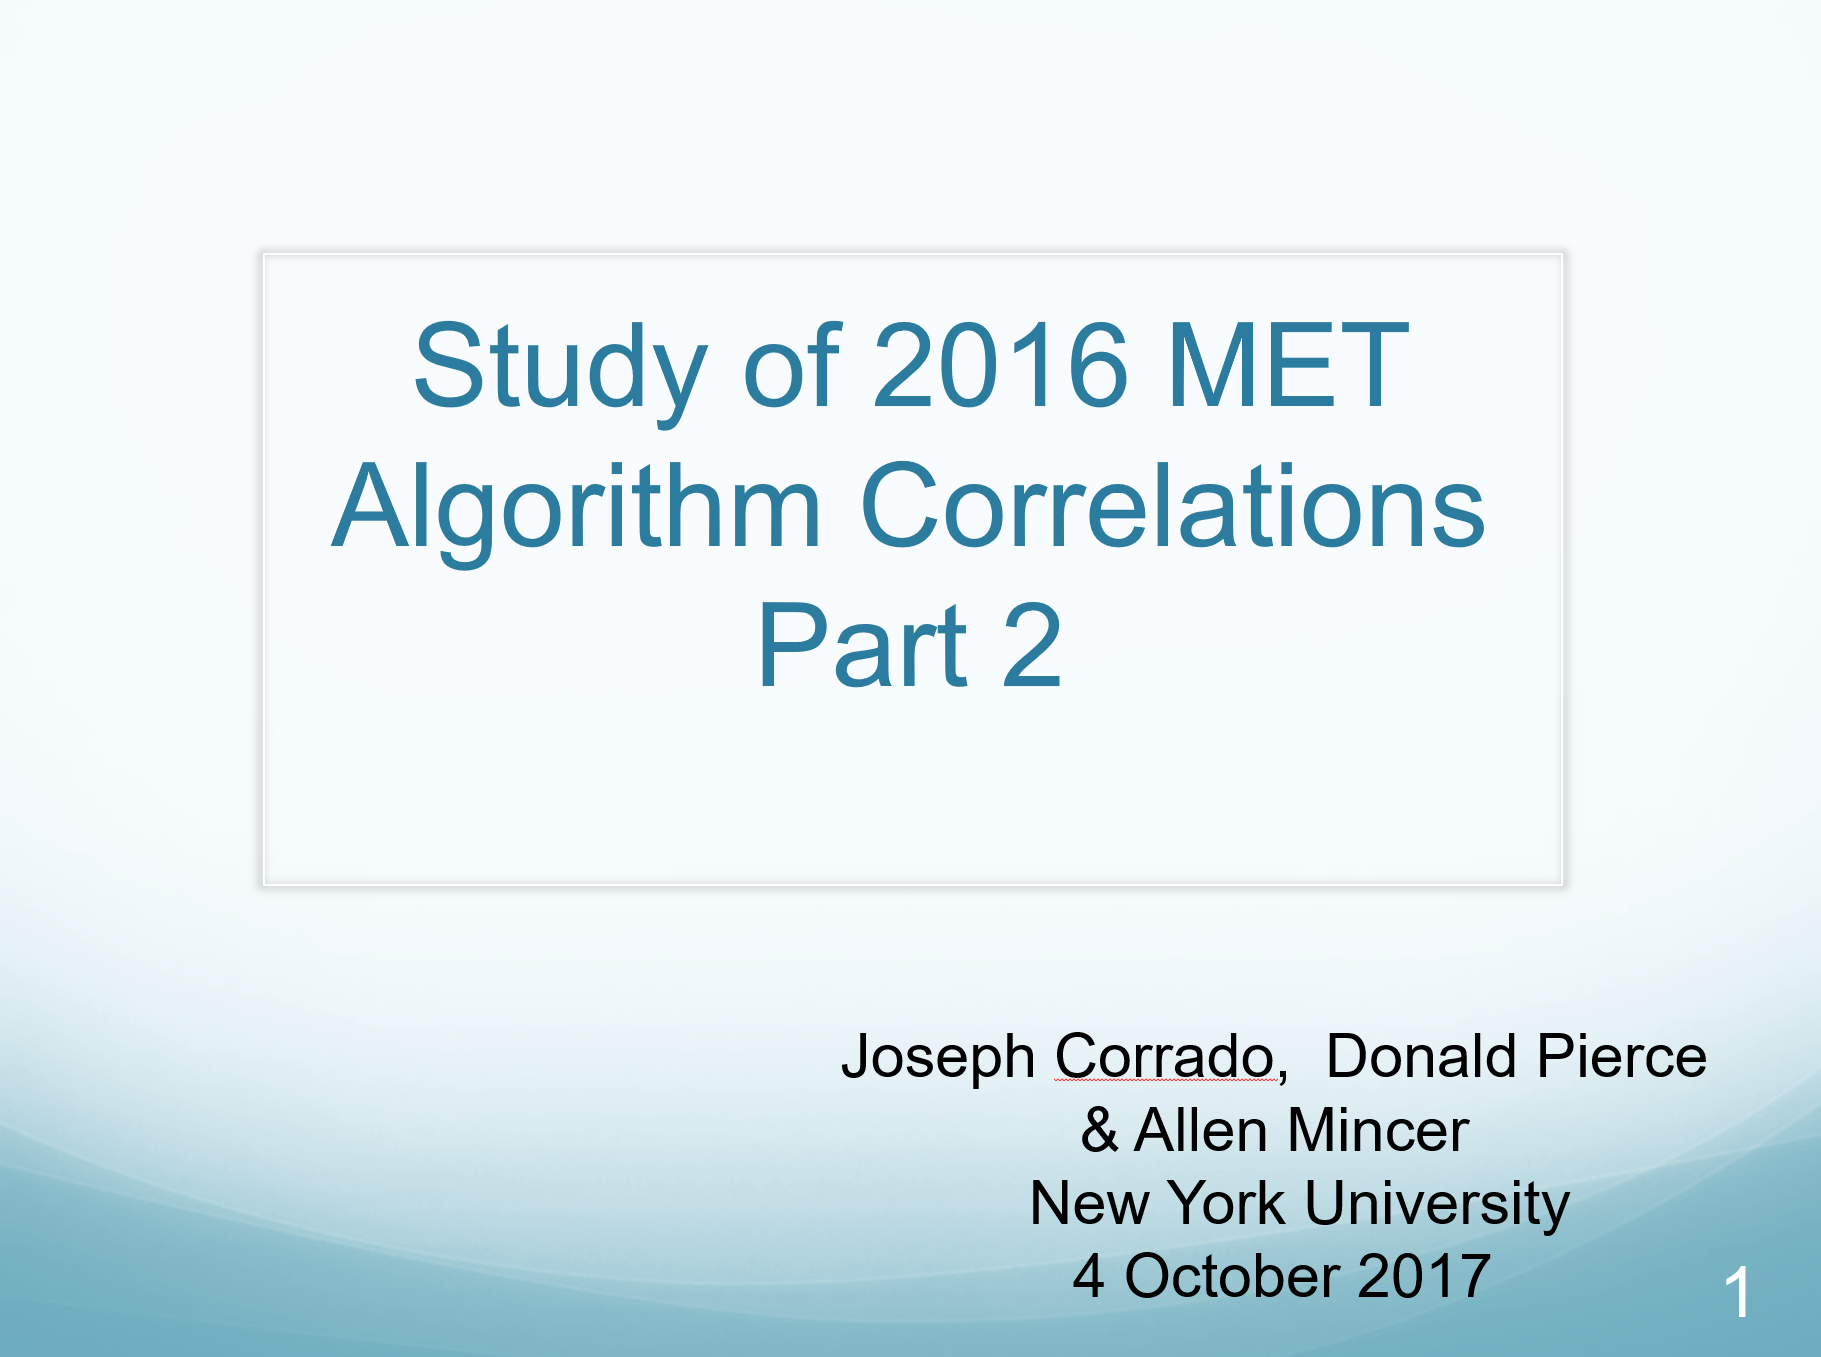 Study of 2016 MET
Algorithm Correlations
Part 2
Joseph Corrado,  Donald Pierce
& Allen Mincer
New York University
4 October 2017
1